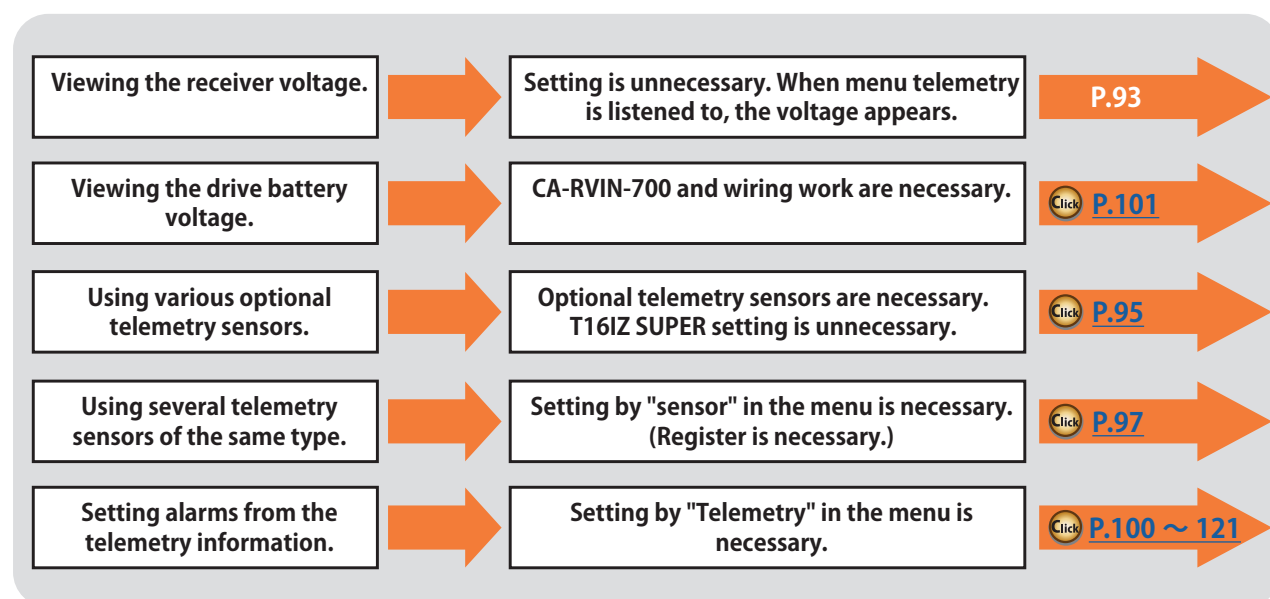 Viewing the receiver voltage.
Setting is unnecessary. When menu telemetry
is listened to, the voltage appears.
P.93
Viewing the drive battery
voltage.
CA-RVIN-700 and wiring work are necessary.
Click P.101
Using various optional
telemetry sensors.
Optional telemetry sensors are necessary.
T16IZ SUPER setting is unnecessary.
Click P.95
Using several telemetry
sensors of the same type.
Setting by "sensor" in the menu is necessary.
(Register is necessary.)
Click P.97
Setting alarms from the
telemetry information.
Setting by "Telemetry" in the menu is
necessary.
Click P.100 ～ 121